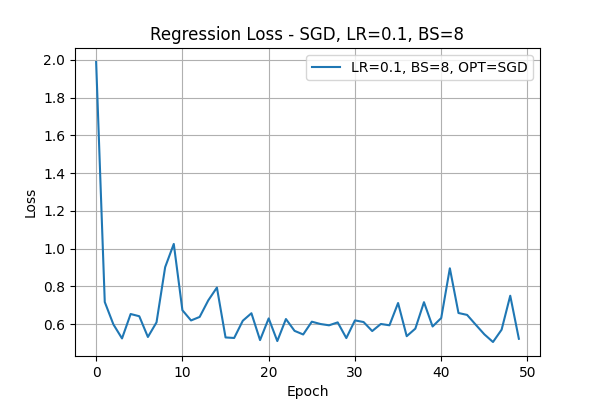 Regression Loss - SGD, LR=0.1, BS=8
LR=0.1, BS=8, OPT=SGD
2.0
1.8
1.6
1.4
1.2
1.0
0.8
0.6
Loss
0 10 20 30 40 50
Epoch